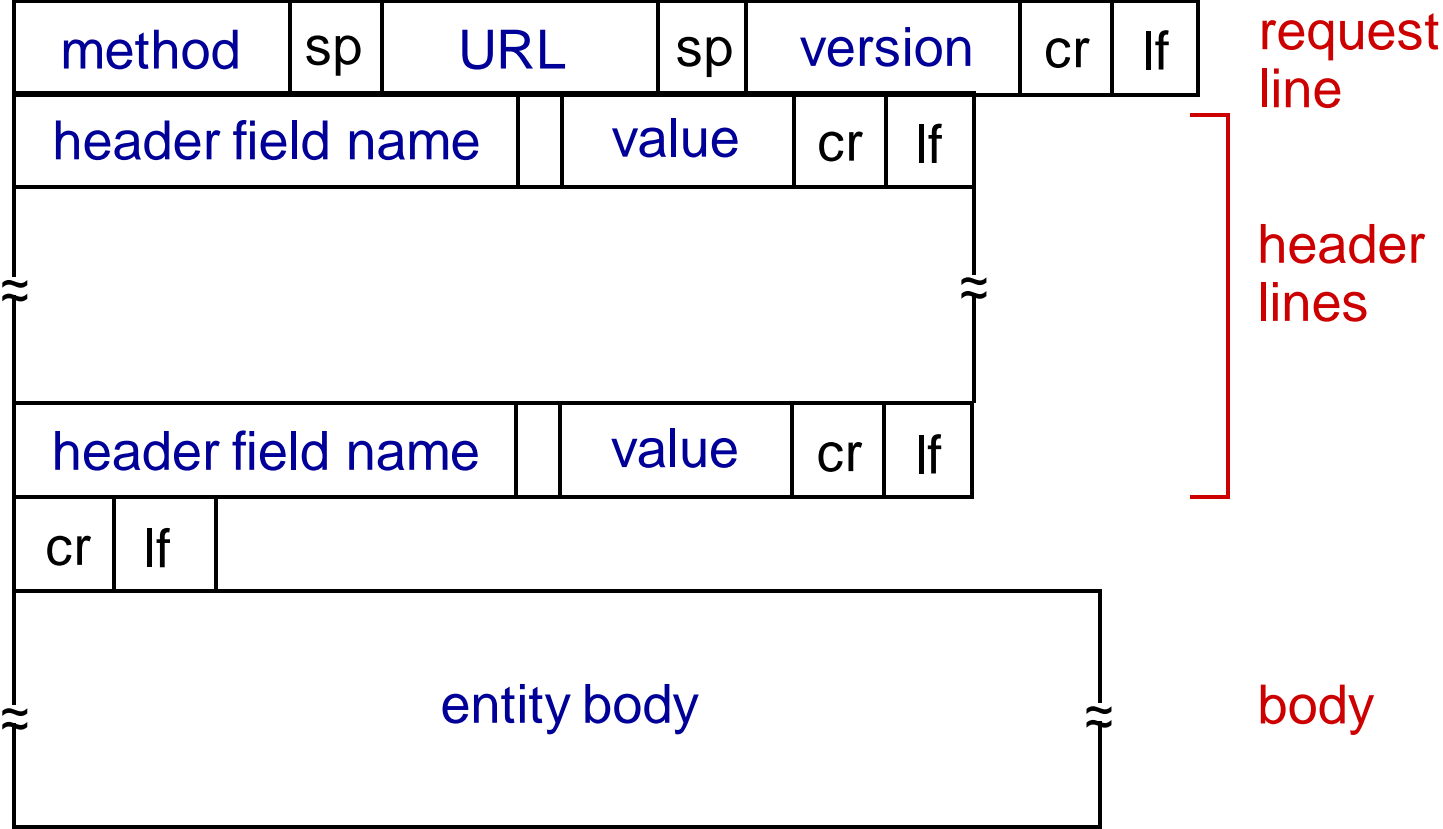 method sp URL sp version cr lf request
line
header field name value cr lf
header
lines
header field name value cr lf
cr lf
entity body body